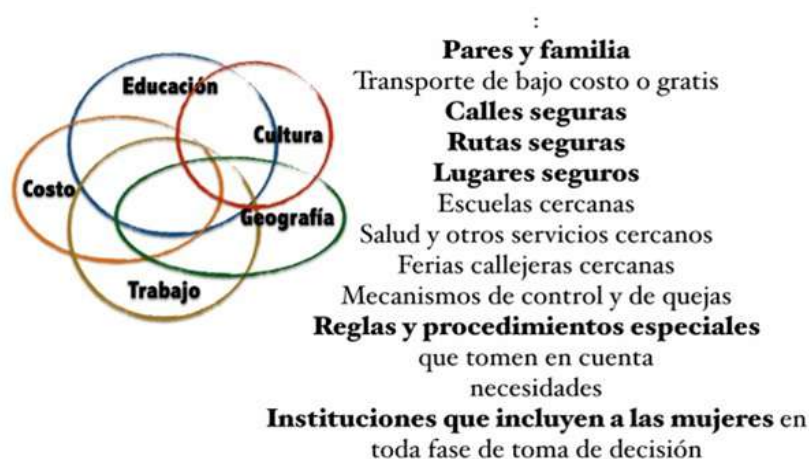 Educación
Cultura
Costo
Geografía
Trabajo
:
Pares y familia
Transporte de bajo costo o gratis
Calles seguras
Rutas seguras
Lugares seguros
Escuelas cercanas
Salud y otros servicios cercanos
Ferias callejeras cercanas
Mecanismos de control y de quejas
Reglas y procedimientos especiales
que tomen en cuenta
necesidades
Instituciones que incluyen a las mujeres en
toda fase de toma de decisión